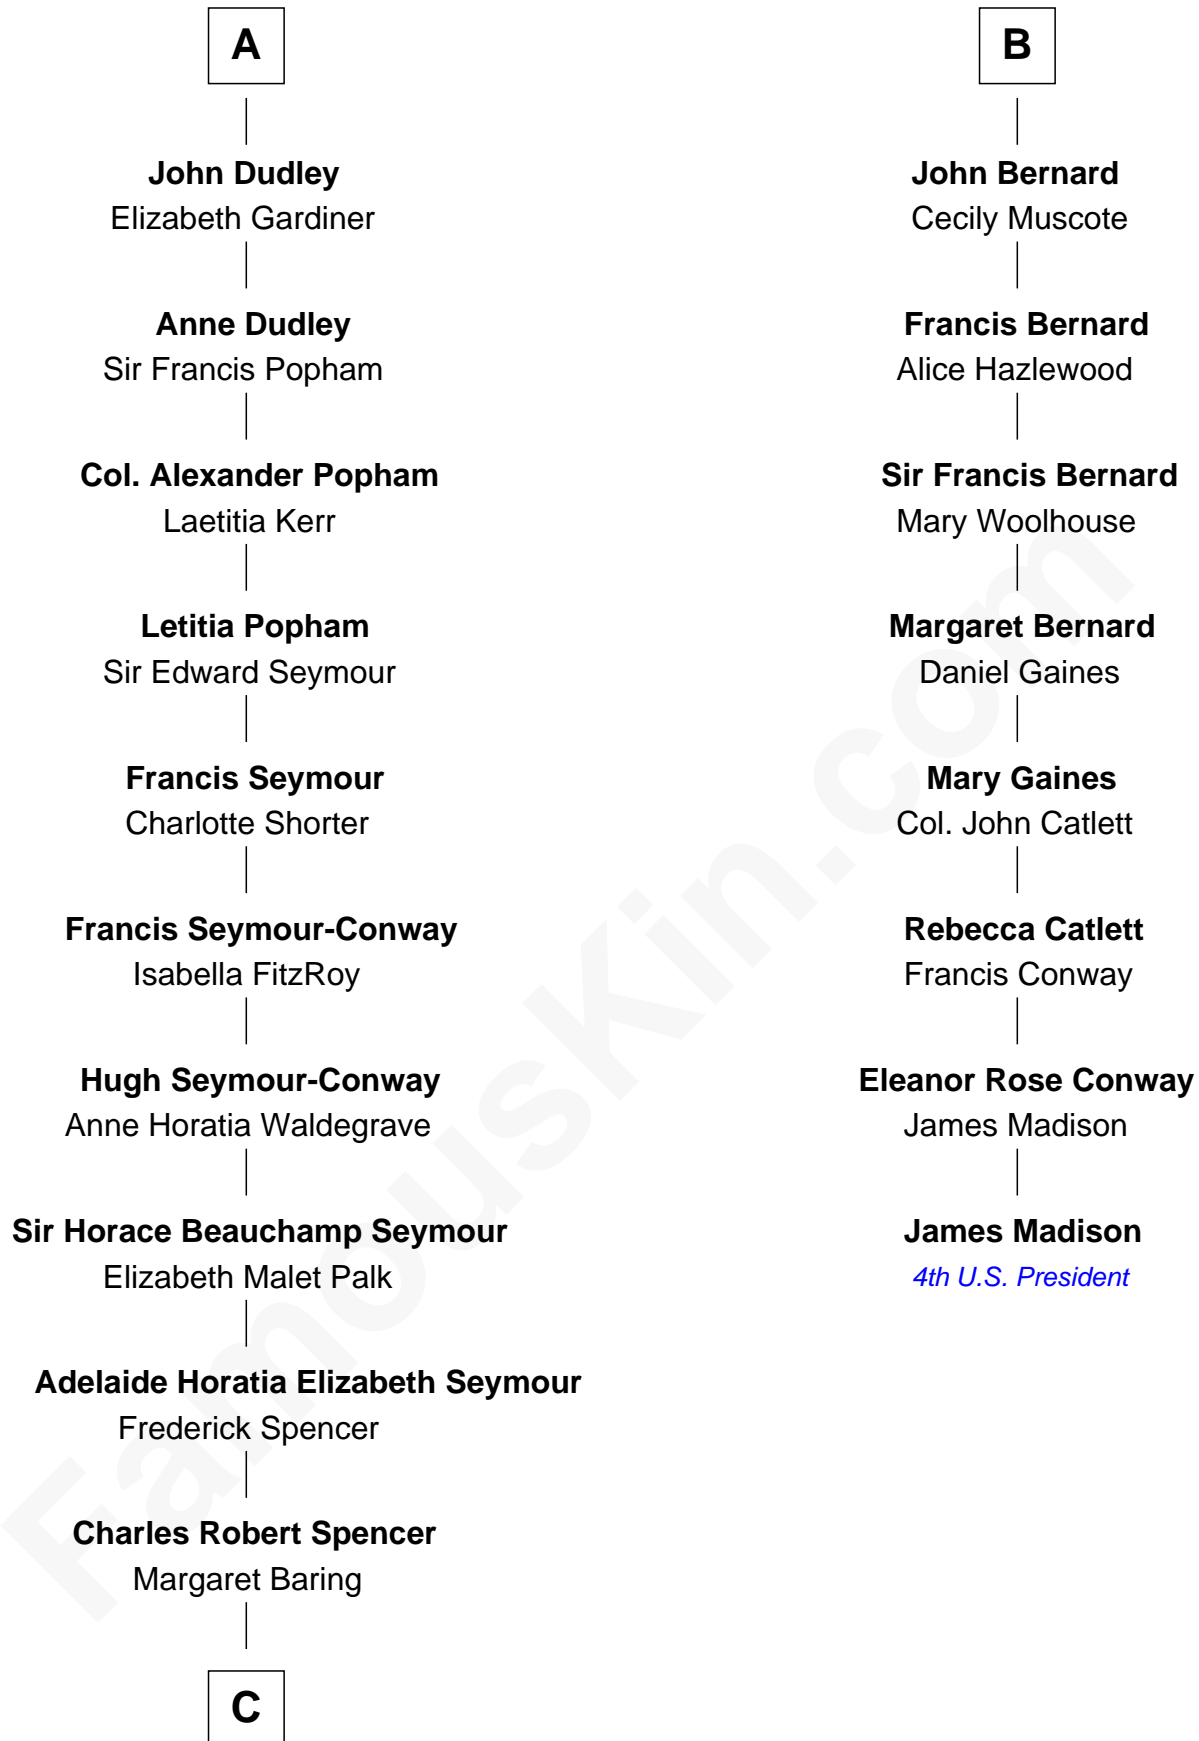 A
John Dudley
Elizabeth Gardiner
Anne Dudley
Sir Francis Popham
Col. Alexander Popham
Laetitia Kerr
Letitia Popham
Sir Edward Seymour
Francis Seymour
Charlotte Shorter
Francis Seymour-Conway
Isabella FitzRoy
Hugh Seymour-Conway
Anne Horatia Waldegrave
Sir Horace Beauchamp Seymour
Elizabeth Malet Palk
Adelaide Horatia Elizabeth Seymour
Frederick Spencer
Charles Robert Spencer
Margaret Baring
C
B
John Bernard
Cecily Muscote
Francis Bernard
Alice Hazlewood
Sir Francis Bernard
Mary Woolhouse
Margaret Bernard
Daniel Gaines
Mary Gaines
Col. John Catlett
Rebecca Catlett
Francis Conway
Eleanor Rose Conway
James Madison
James Madison
4th U.S. President
FamousKin.com